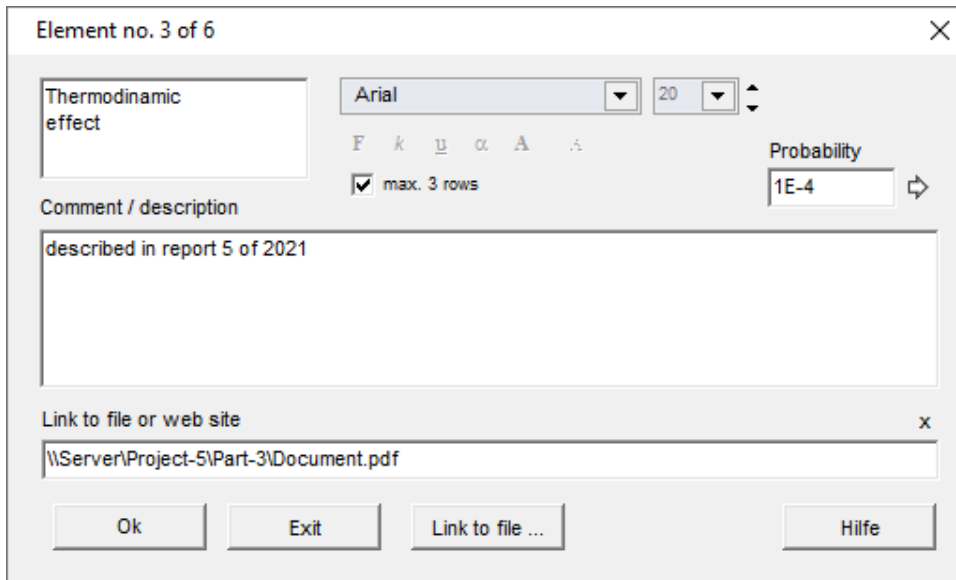 Element no. 3 of 6
Thermodinamic
effect
Arial
20
F k u α A A
max. 3 rows
Probability
1E-4
Comment / description
described in report 5 of 2021
Link to file or web site
x
\\Server\Project-5\Part-3\Document.pdf
Ok
Exit
Link to file ...
Hilfe